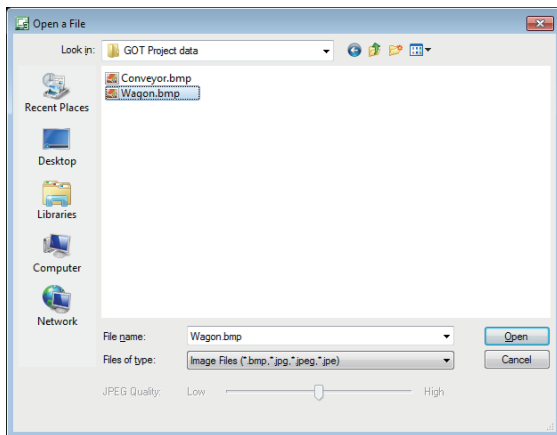 Open a File
Look in: GOT Project data
Conveyor.bmp
Wagon.bmp
Recent Places
Desktop
Libraries
Computer
Network
File name: Wagon.bmp Open
Files of type: Image Files (*.bmp,*.jpg,*.jpeg,*.jpe) Cancel
JPEG Quality: Low High